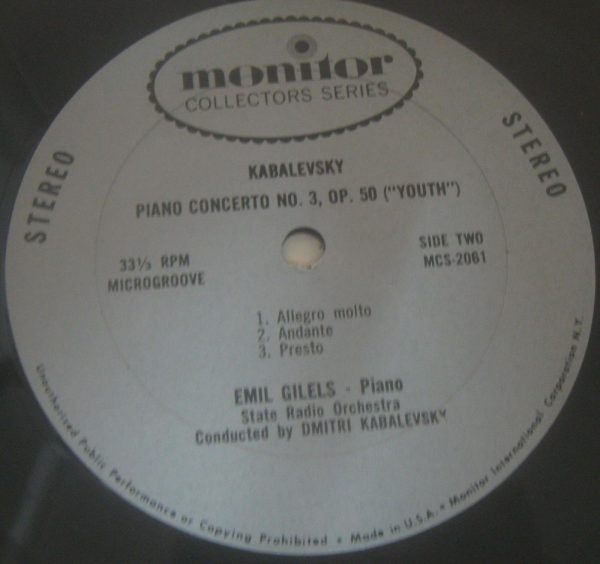 monitor
COLLECTORS SERIES
STEREO
STEREO
KABALEVSKY
PIANO CONCERTO NO. 3, OP. 50 ("YOUTH")
33⅓ RPM
MICROGROOVE
SIDE TWO
MCS-2061
1. Allegro molto
2. Andante
3. Presto
EMIL GILELS - Piano
State Radio Orchestra
Conducted by DMITRI KABALEVSKY
Unauthorized Public Performance or Copying Prohibited • Made in U.S.A. • Monitor International Corporation N.Y.